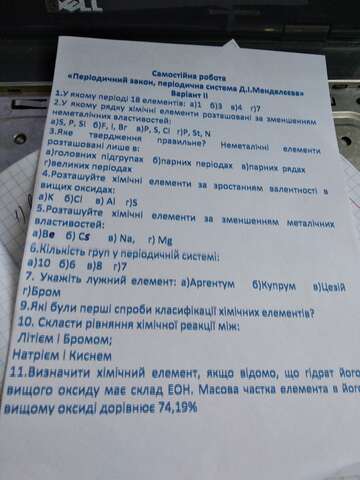 DELL
Самостійна робота
«Періодичний закон, періодична система Д.І.Менделєєва»
Варіант ІІ
1.У якому періоді 18 елементів: а)1 б)3 в)4 г)7
2.У якому рядку хімічні елементи розташовані за зменшенням
неметалічних властивостей:
а)S, P, Sі б)F, I, Br в)P, S, Cl г)P, St, N
3.Яке твердження правильне? Неметалічні елементи
розташовані лише в:
а)головних підгрупах б)парних періодах в)парних рядах
г)великих періодах
4.Розташуйте хімічні елементи за зростанням валентності в
вищих оксидах:
а)К б)Cl в) Al г)S
5.Розташуйте хімічні елементи за зменшенням металічних
властивостей:
а)Be б) Cs в) Na, г) Mg
6.Кількість груп у періодичній системі:
а)10 б)6 в)8 г)7
7. Укажіть лужний елемент: а)Аргентум б)Купрум в)Цезій
г)Бром
9.Які були перші спроби класифікації хімічних елементів?
10. Скласти рівняння хімічної реакції між:
Літієм і Бромом;
Натрієм і Киснем
11.Визначити хімічний елемент, якщо відомо, що гідрат його
вищого оксиду має склад ЕОН. Масова частка елемента в його
вищому оксиді дорівнює 74,19%